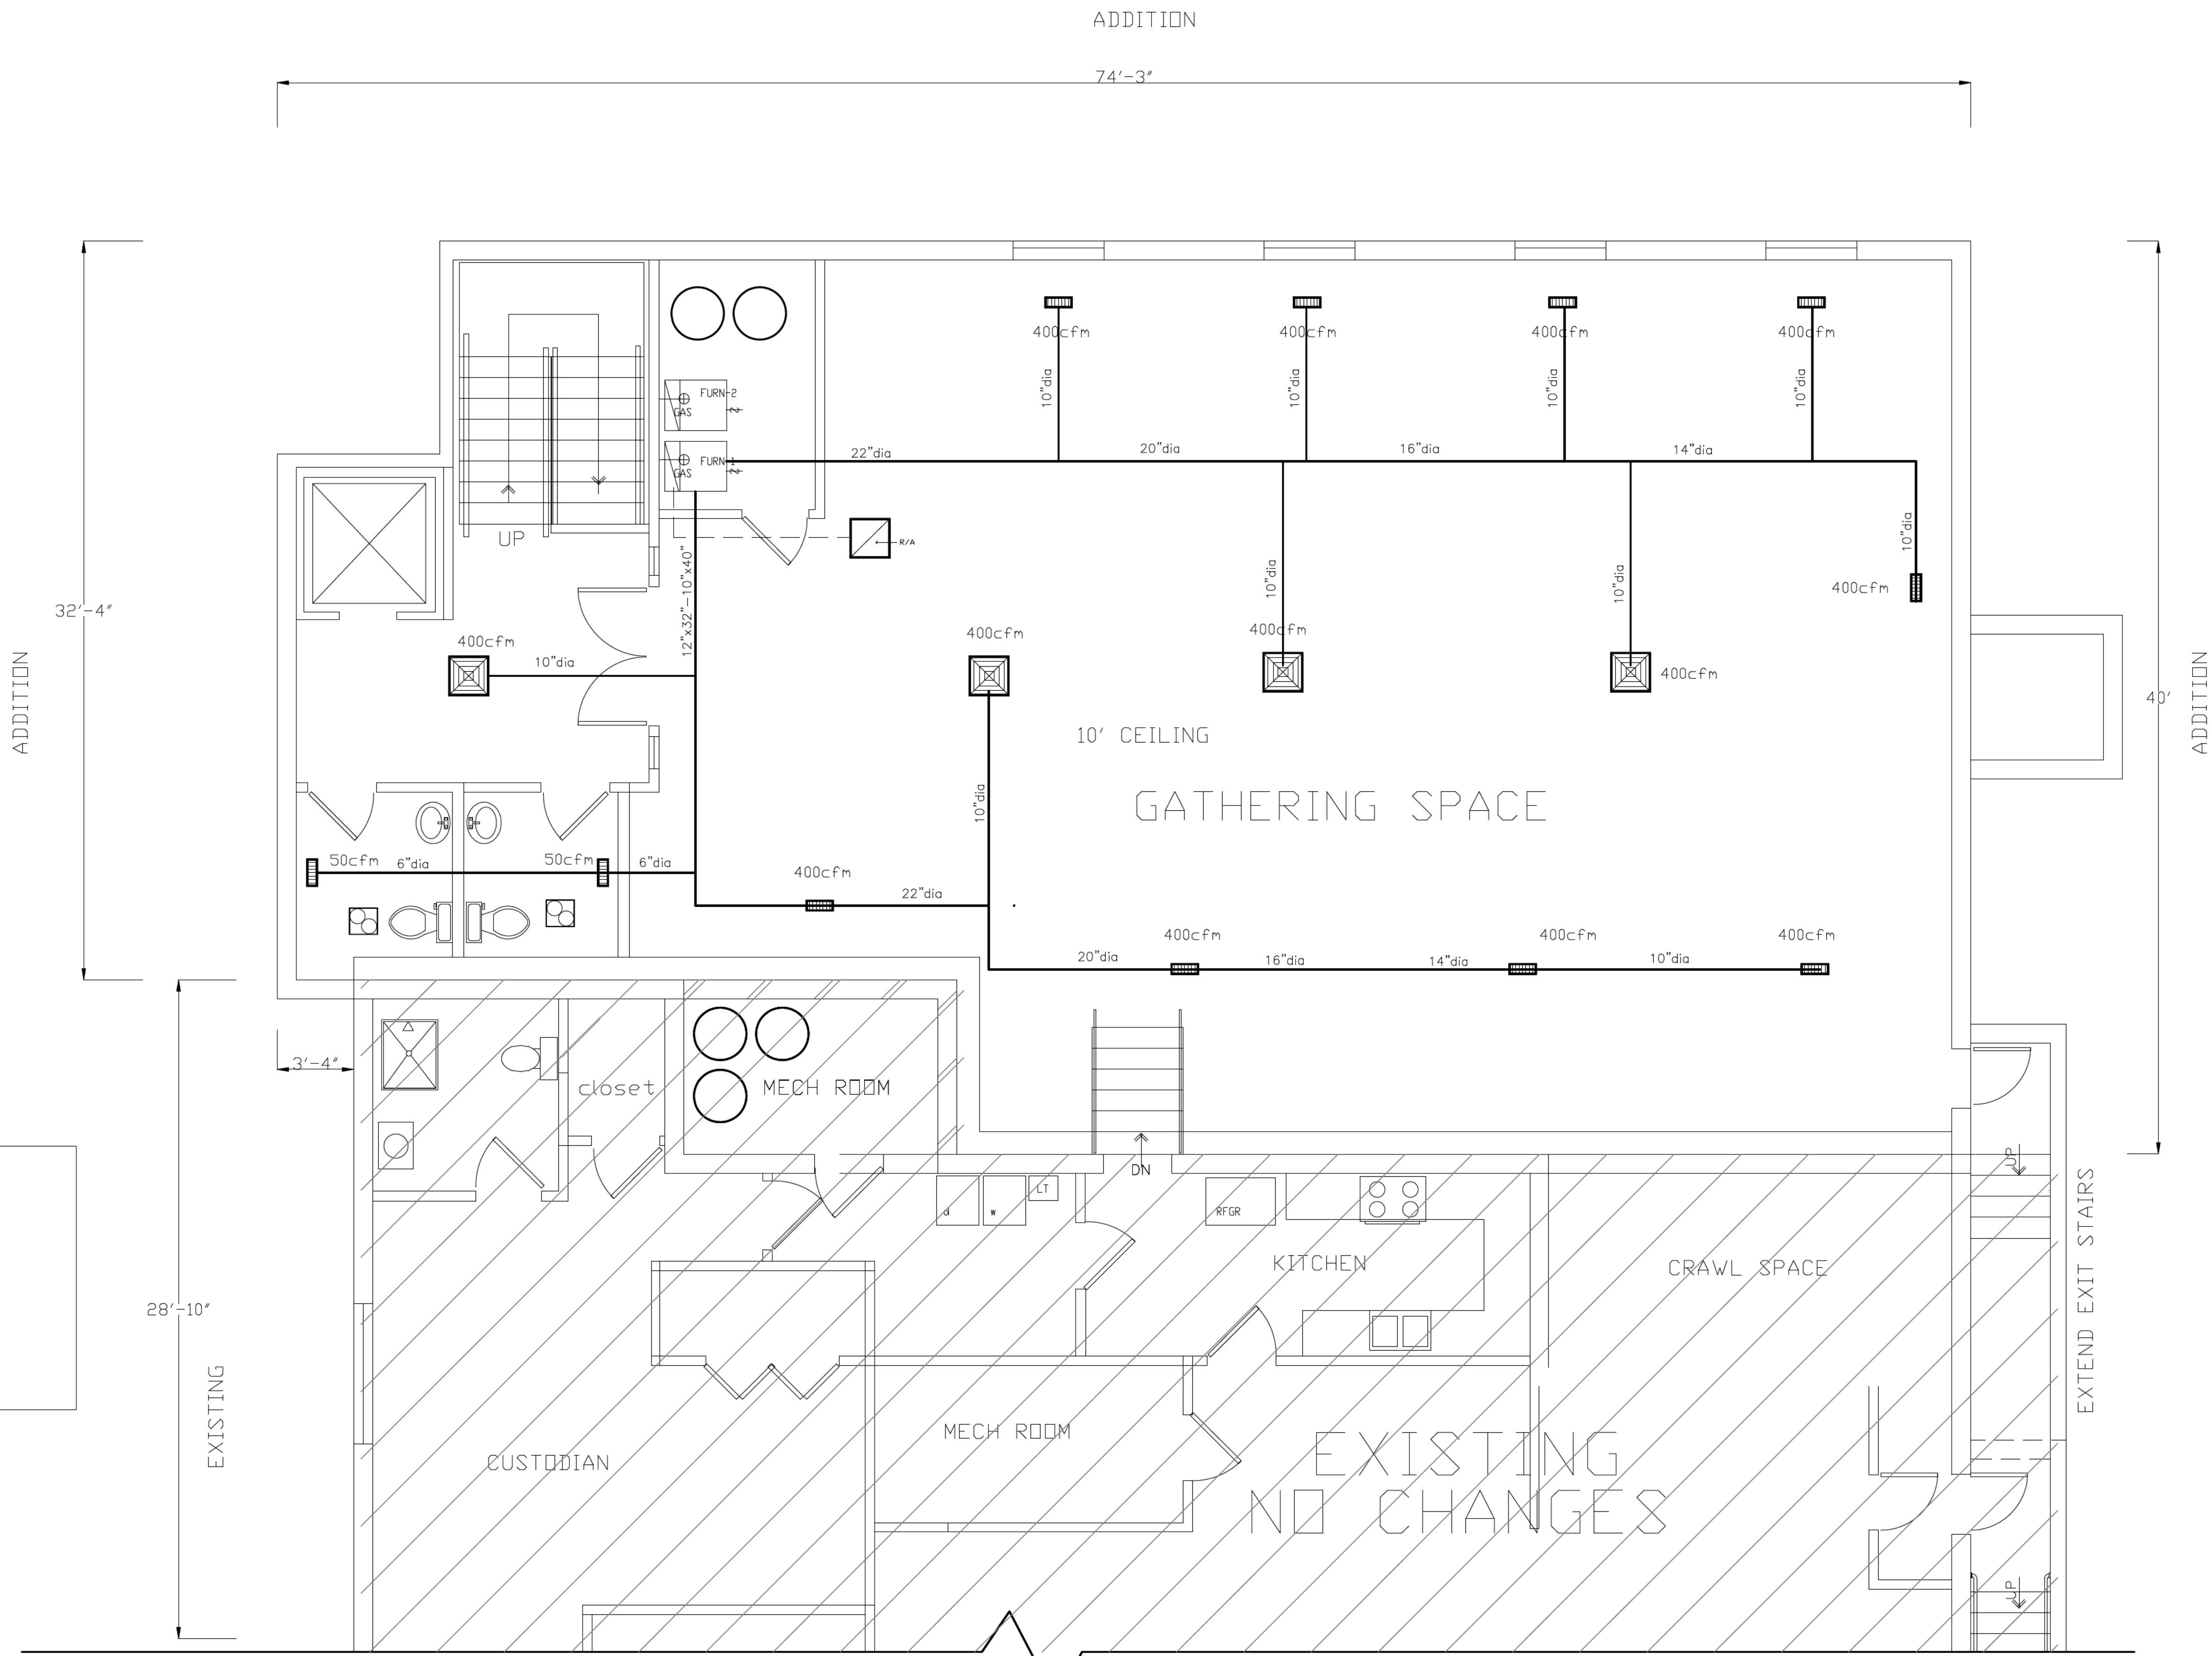 ADDITION
74'-3"
400cfm
400cfm
400cfm
400cfm
10"dia
10"dia
10"dia
10"dia
FURN-2
GAS
22"dia
20"dia
16"dia
14"dia
GAS
UP
R/A
10"dia
12"x32"-10"x40"
10"dia
10"dia
400cfm
32'-4"
400cfm
10"dia
400cfm
400cfm
400cfm
40'
ADDITION
ADDITION
10' CEILING
GATHERING SPACE
10"dia
50cfm
6"dia
50cfm
6"dia
400cfm
22"dia
400cfm
400cfm
400cfm
20"dia
16"dia
14"dia
10"dia
3'-4"
closet
MECH ROOM
DN
UP
LT
d
w
RFGR
KITCHEN
CRAWL SPACE
EXTEND EXIT STAIRS
28'-10"
EXISTING
CUSTODIAN
MECH ROOM
EXISTING
NO CHANGES
UP